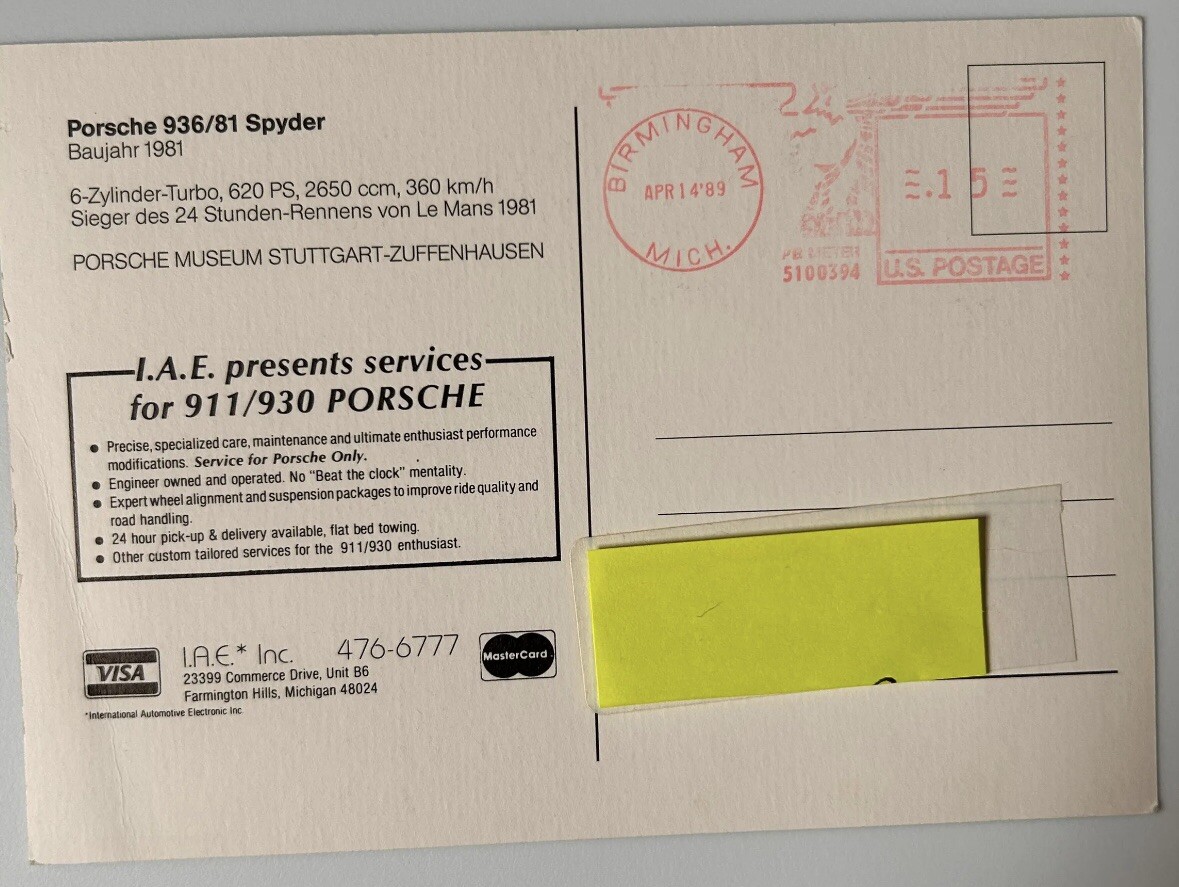 Porsche 936/81 Spyder
Baujahr 1981
6-Zylinder-Turbo, 620 PS, 2650 ccm, 360 km/h
Sieger des 24 Stunden-Rennens von Le Mans 1981
PORSCHE MUSEUM STUTTGART-ZUFFENHAUSEN
I.A.E. presents services
for 911/930 PORSCHE
● Precise, specialized care, maintenance and ultimate enthusiast performance
modifications. Service for Porsche Only.
● Engineer owned and operated. No "Beat the clock" mentality.
● Expert wheel alignment and suspension packages to improve ride quality and
road handling.
● 24 hour pick-up & delivery available, flat bed towing.
● Other custom tailored services for the 911/930 enthusiast.
VISA
I.A.E.* Inc. 476-6777
23399 Commerce Drive, Unit B6
Farmington Hills, Michigan 48024
MasterCard
*International Automotive Electronic Inc
BIRMINGHAM
APR 14 '89
MICH.
PB METER
5100394
.15
U.S. POSTAGE